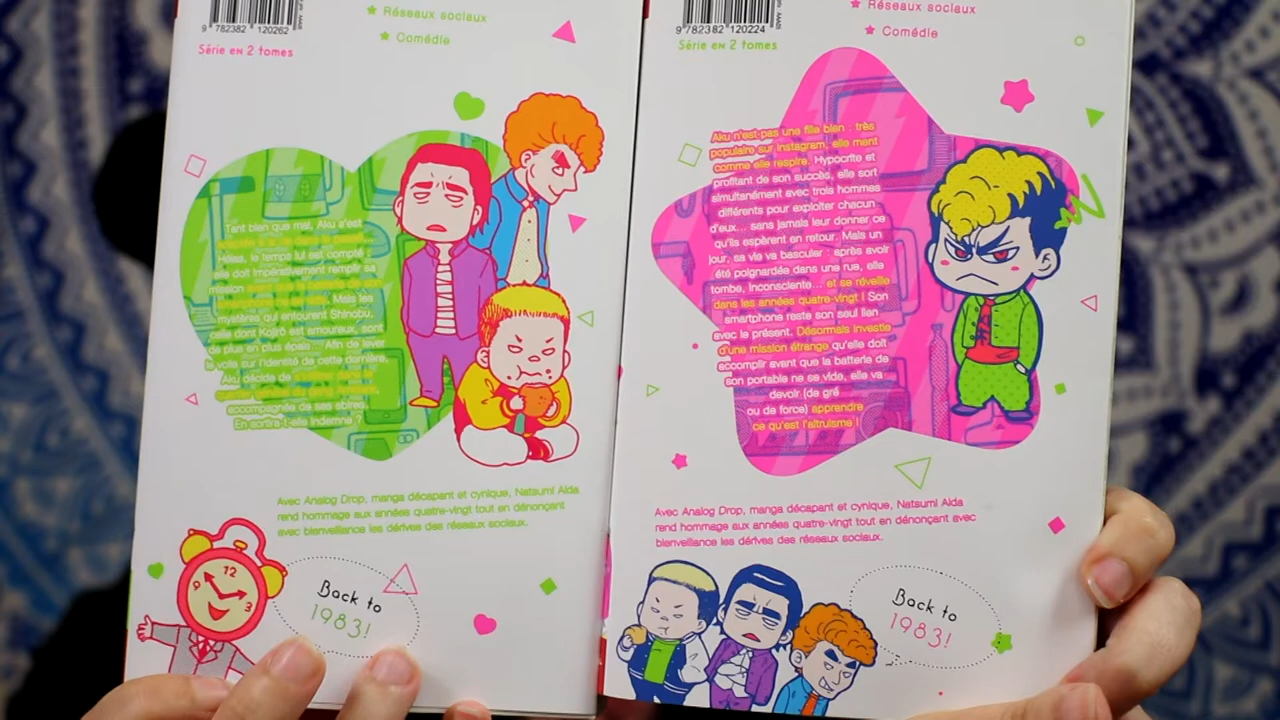 9 782382 120262
★ Réseaux sociaux
★ Comédie
Série en 2 tomes
Tant bien que mal, Aku s'est
Hélas, le temps lui est compté :
elle doit impérativement remplir sa
mission
Mais les
mystères qui entourent Shinobu,
celle dont Kojirô est amoureux, sont
de plus en plus épais... Afin de lever
le voile sur l'identité de cette dernière,
Aku décide de
accompagnée de ses sbires.
En sortira-t-elle indemne ?
Avec Analog Drop, manga décapant et cynique, Natsumi Aida
rend hommage aux années quatre-vingt tout en dénonçant
avec bienveillance les dérives des réseaux sociaux.
12
3
9
Back to
1983!
9 782382 120224
★ Réseaux sociaux
★ Comédie
Série en 2 tomes
Aku n'est pas une fille bien : très
populaire sur Instagram, elle ment
comme elle respire. Hypocrite et
profitant de son succès, elle sort
simultanément avec trois hommes
différents pour exploiter chacun
d'eux... sans jamais leur donner ce
qu'ils espèrent en retour. Mais un
jour, sa vie va basculer : après avoir
été poignardée dans une rue, elle
tombe, inconsciente... et se réveille
dans les années quatre-vingt ! Son
smartphone reste son seul lien
avec le présent. Désormais investie
d'une mission étrange qu'elle doit
accomplir avant que la batterie de
son portable ne se vide, elle va
devoir (de gré
ou de force) apprendre
ce qu'est l'altruisme !
Avec Analog Drop, manga décapant et cynique, Natsumi Aida
rend hommage aux années quatre-vingt tout en dénonçant avec
bienveillance les dérives des réseaux sociaux.
Back to
1983!